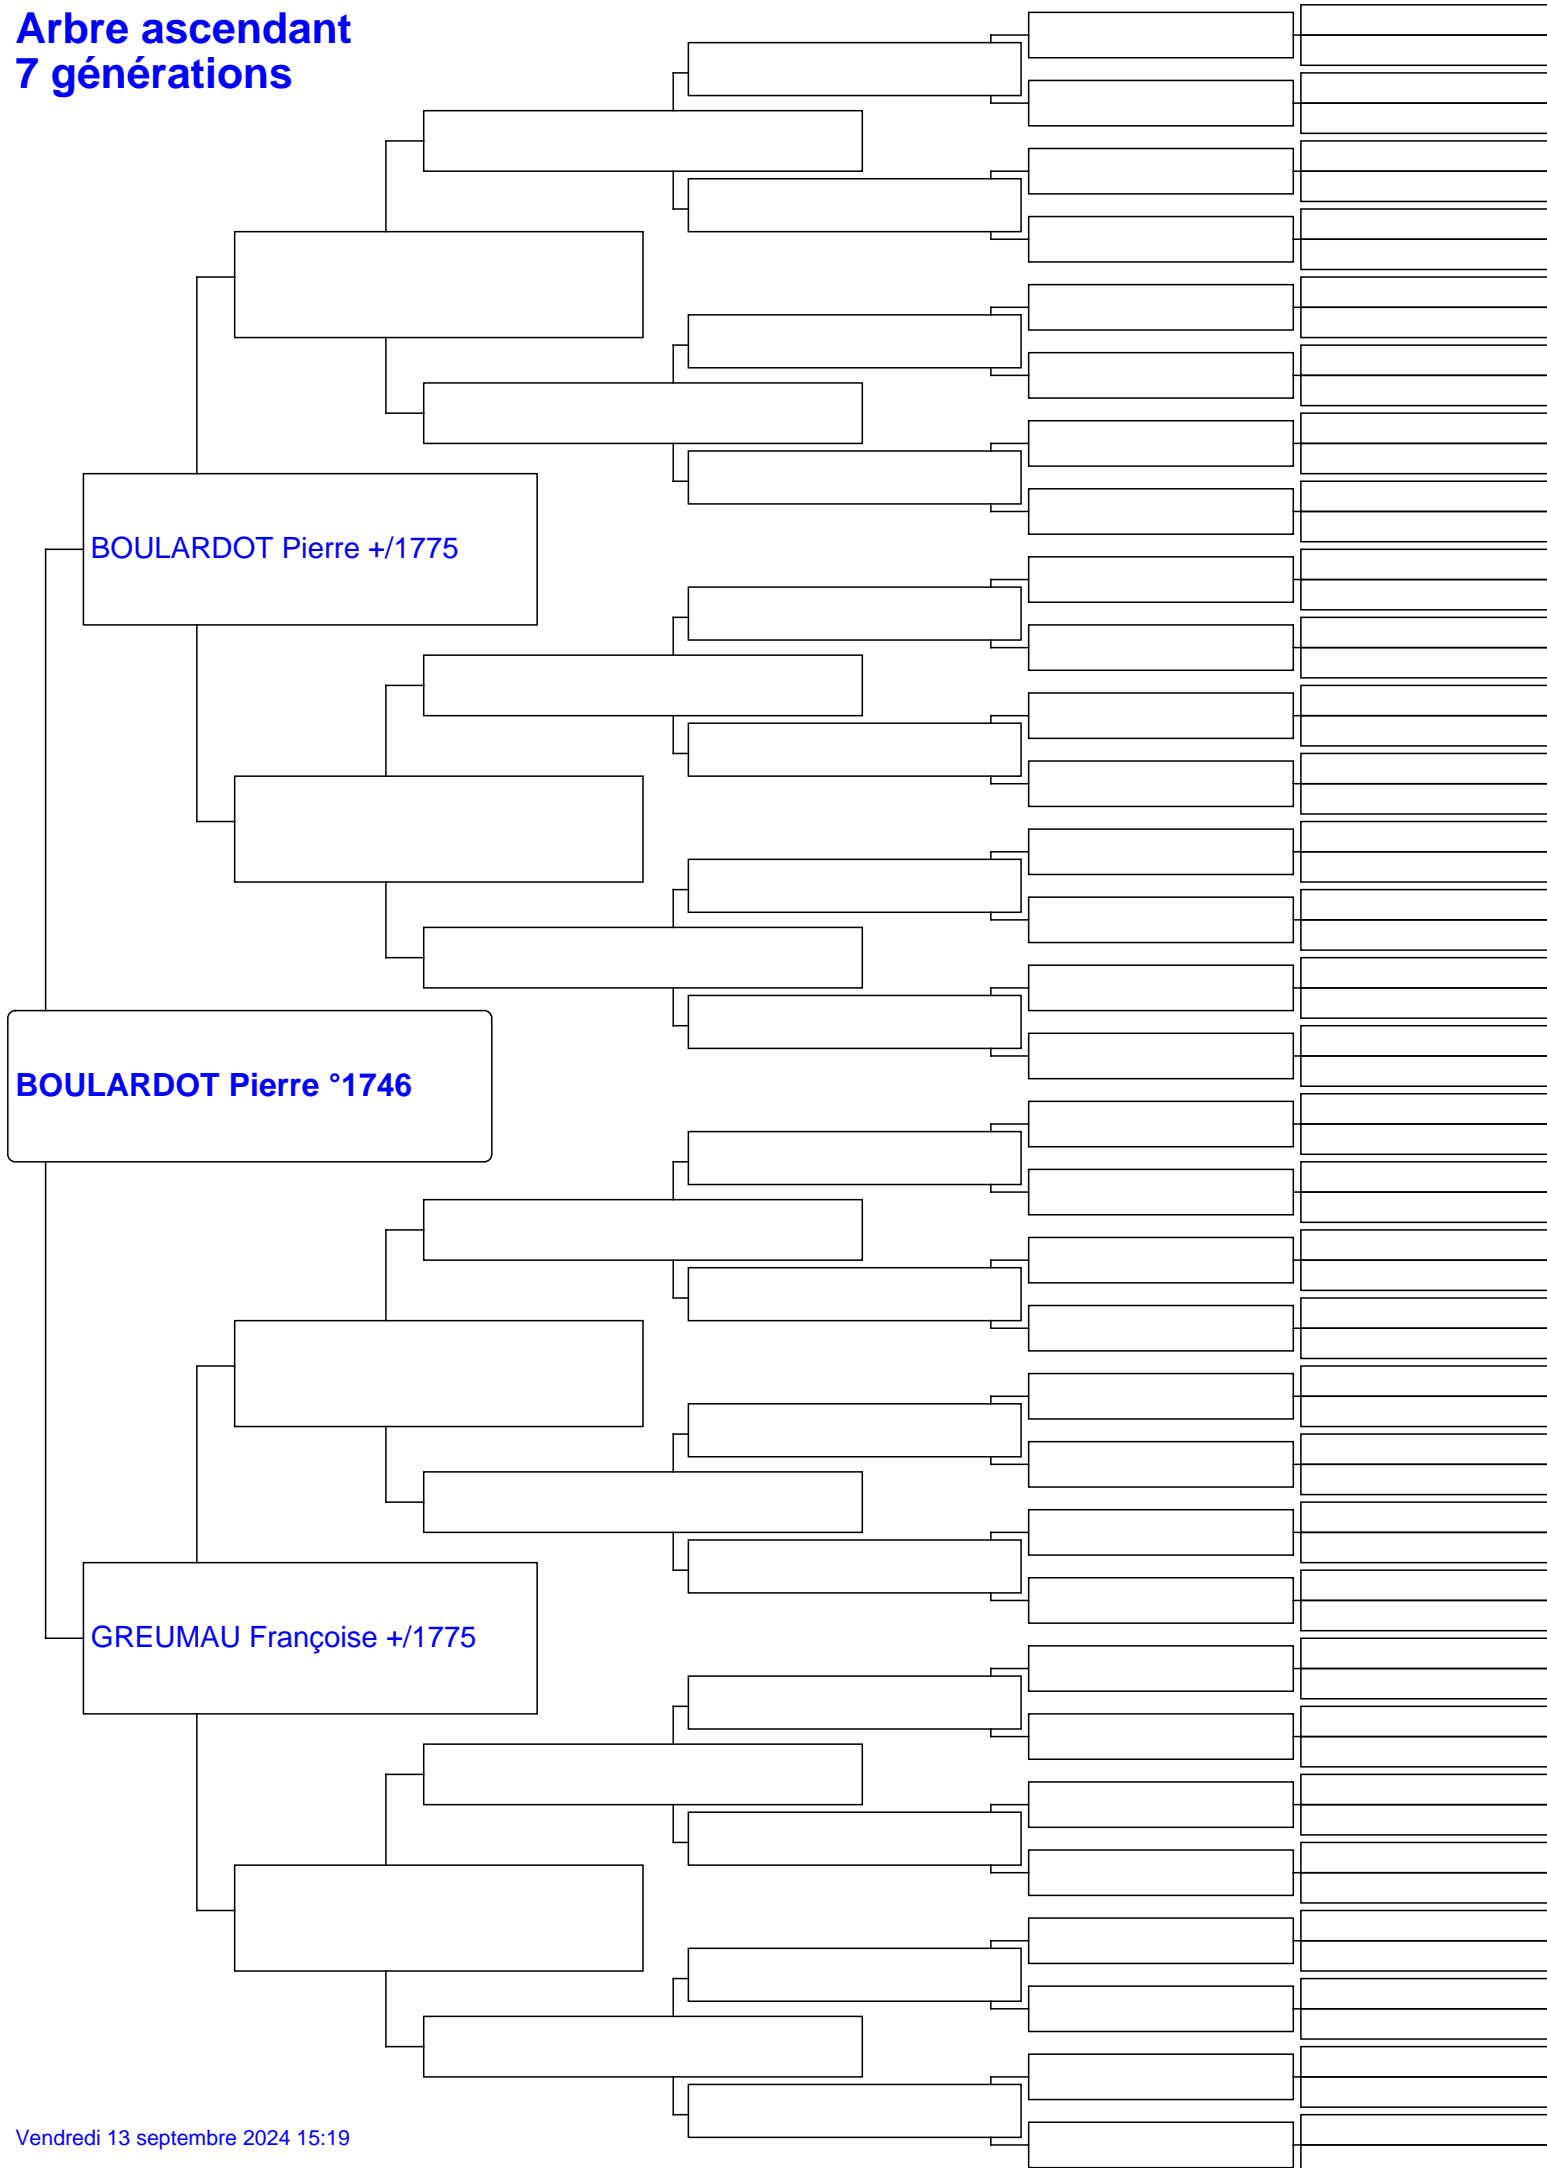 Arbre ascendant
7 générations
BOULARDOT Pierre +/1775
BOULARDOT Pierre °1746
GREUMAU Françoise +/1775
Vendredi 13 septembre 2024 15:19